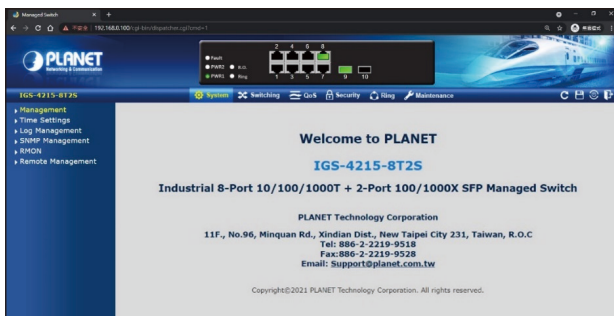 Managed Switch
192.168.0.100/cgi-bin/dispatcher.cgi?cmd=1
PLANET
Networking & Communication
Fault
PWR2 R.O.
PWR1 Ring
2 4 6 8
1 3 5 7 9 10
IGS-4215-8T2S
System Switching QoS Security Ring Maintenance
Management
Time Settings
Log Management
SNMP Management
RMON
Remote Management
Welcome to PLANET
IGS-4215-8T2S
Industrial 8-Port 10/100/1000T + 2-Port 100/1000X SFP Managed Switch
PLANET Technology Corporation
11F., No.96, Minquan Rd., Xindian Dist., New Taipei City 231, Taiwan, R.O.C
Tel: 886-2-2219-9518
Fax:886-2-2219-9528
Email: Support@planet.com.tw
Copyright©2021 PLANET Technology Corporation. All rights reserved.